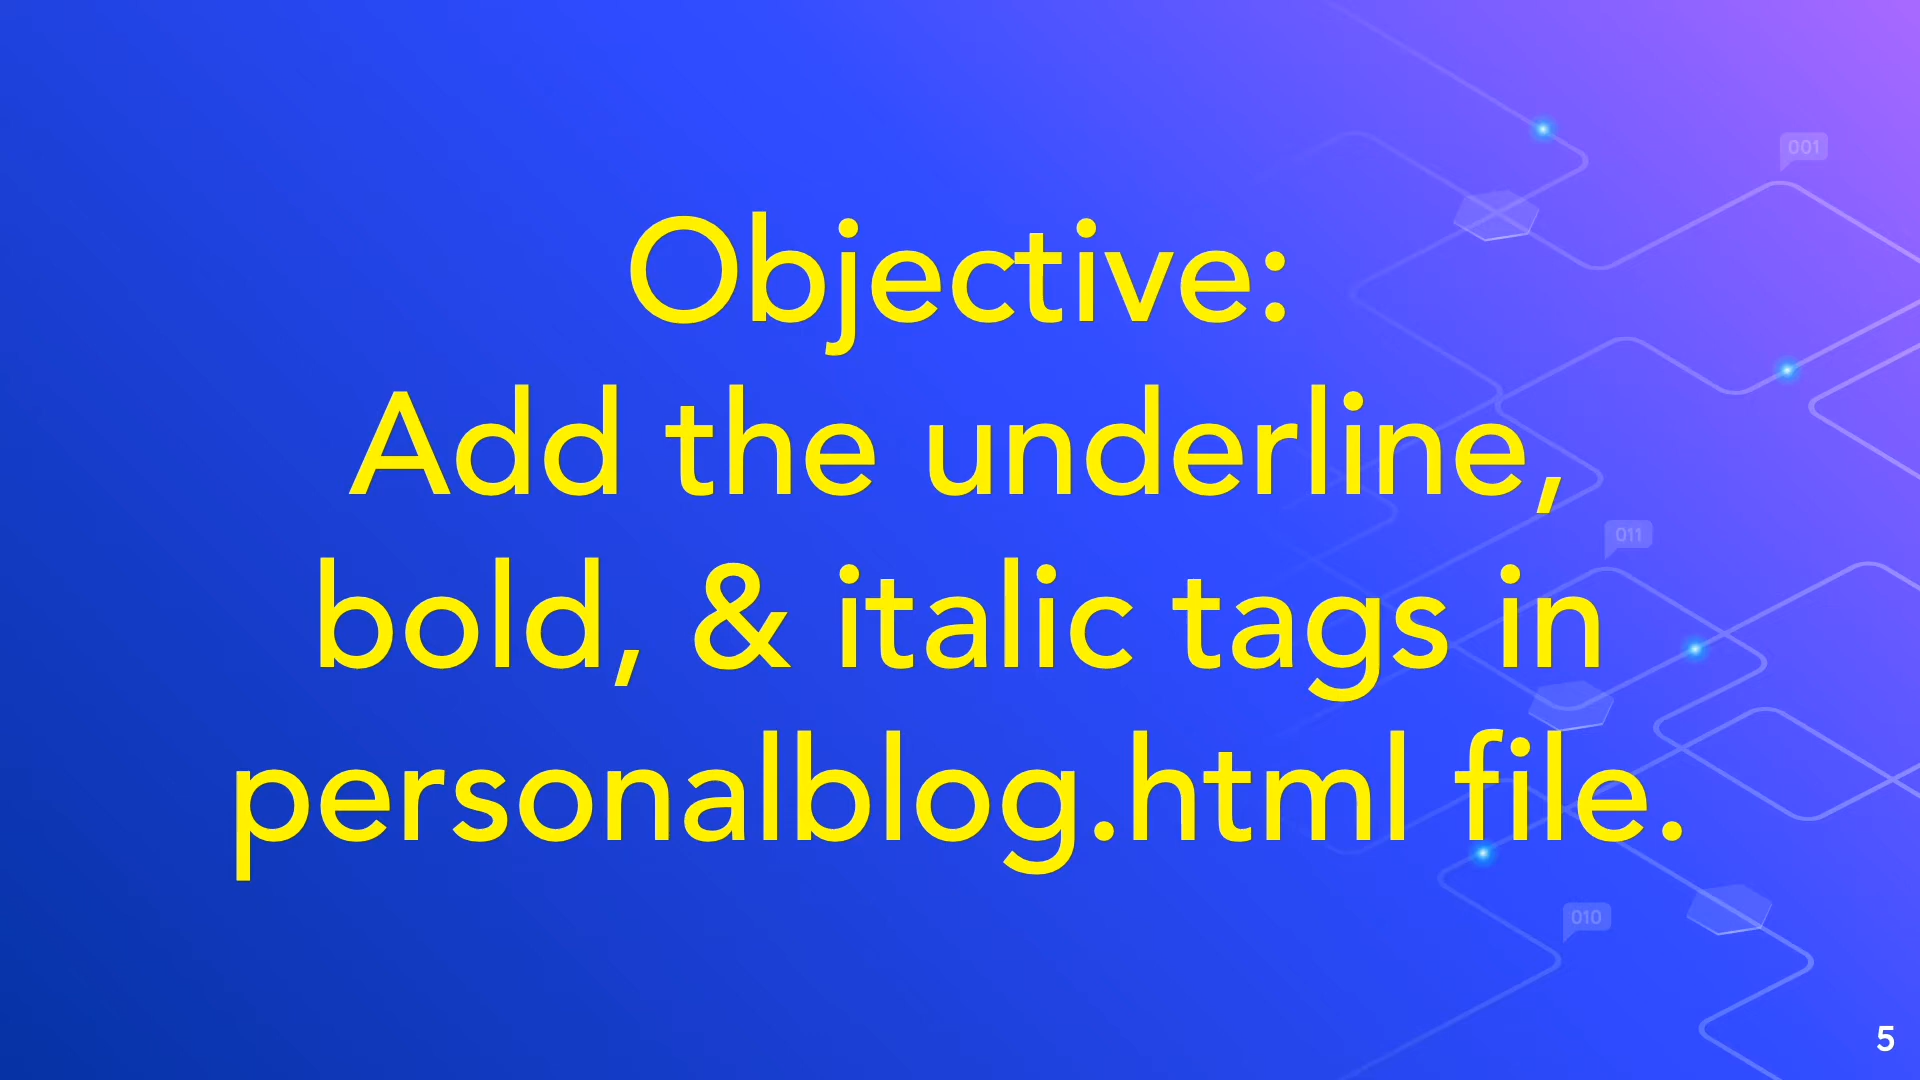 Objective:
Add the underline,
bold, & italic tags in
personalblog.html file.
001
011
010
5